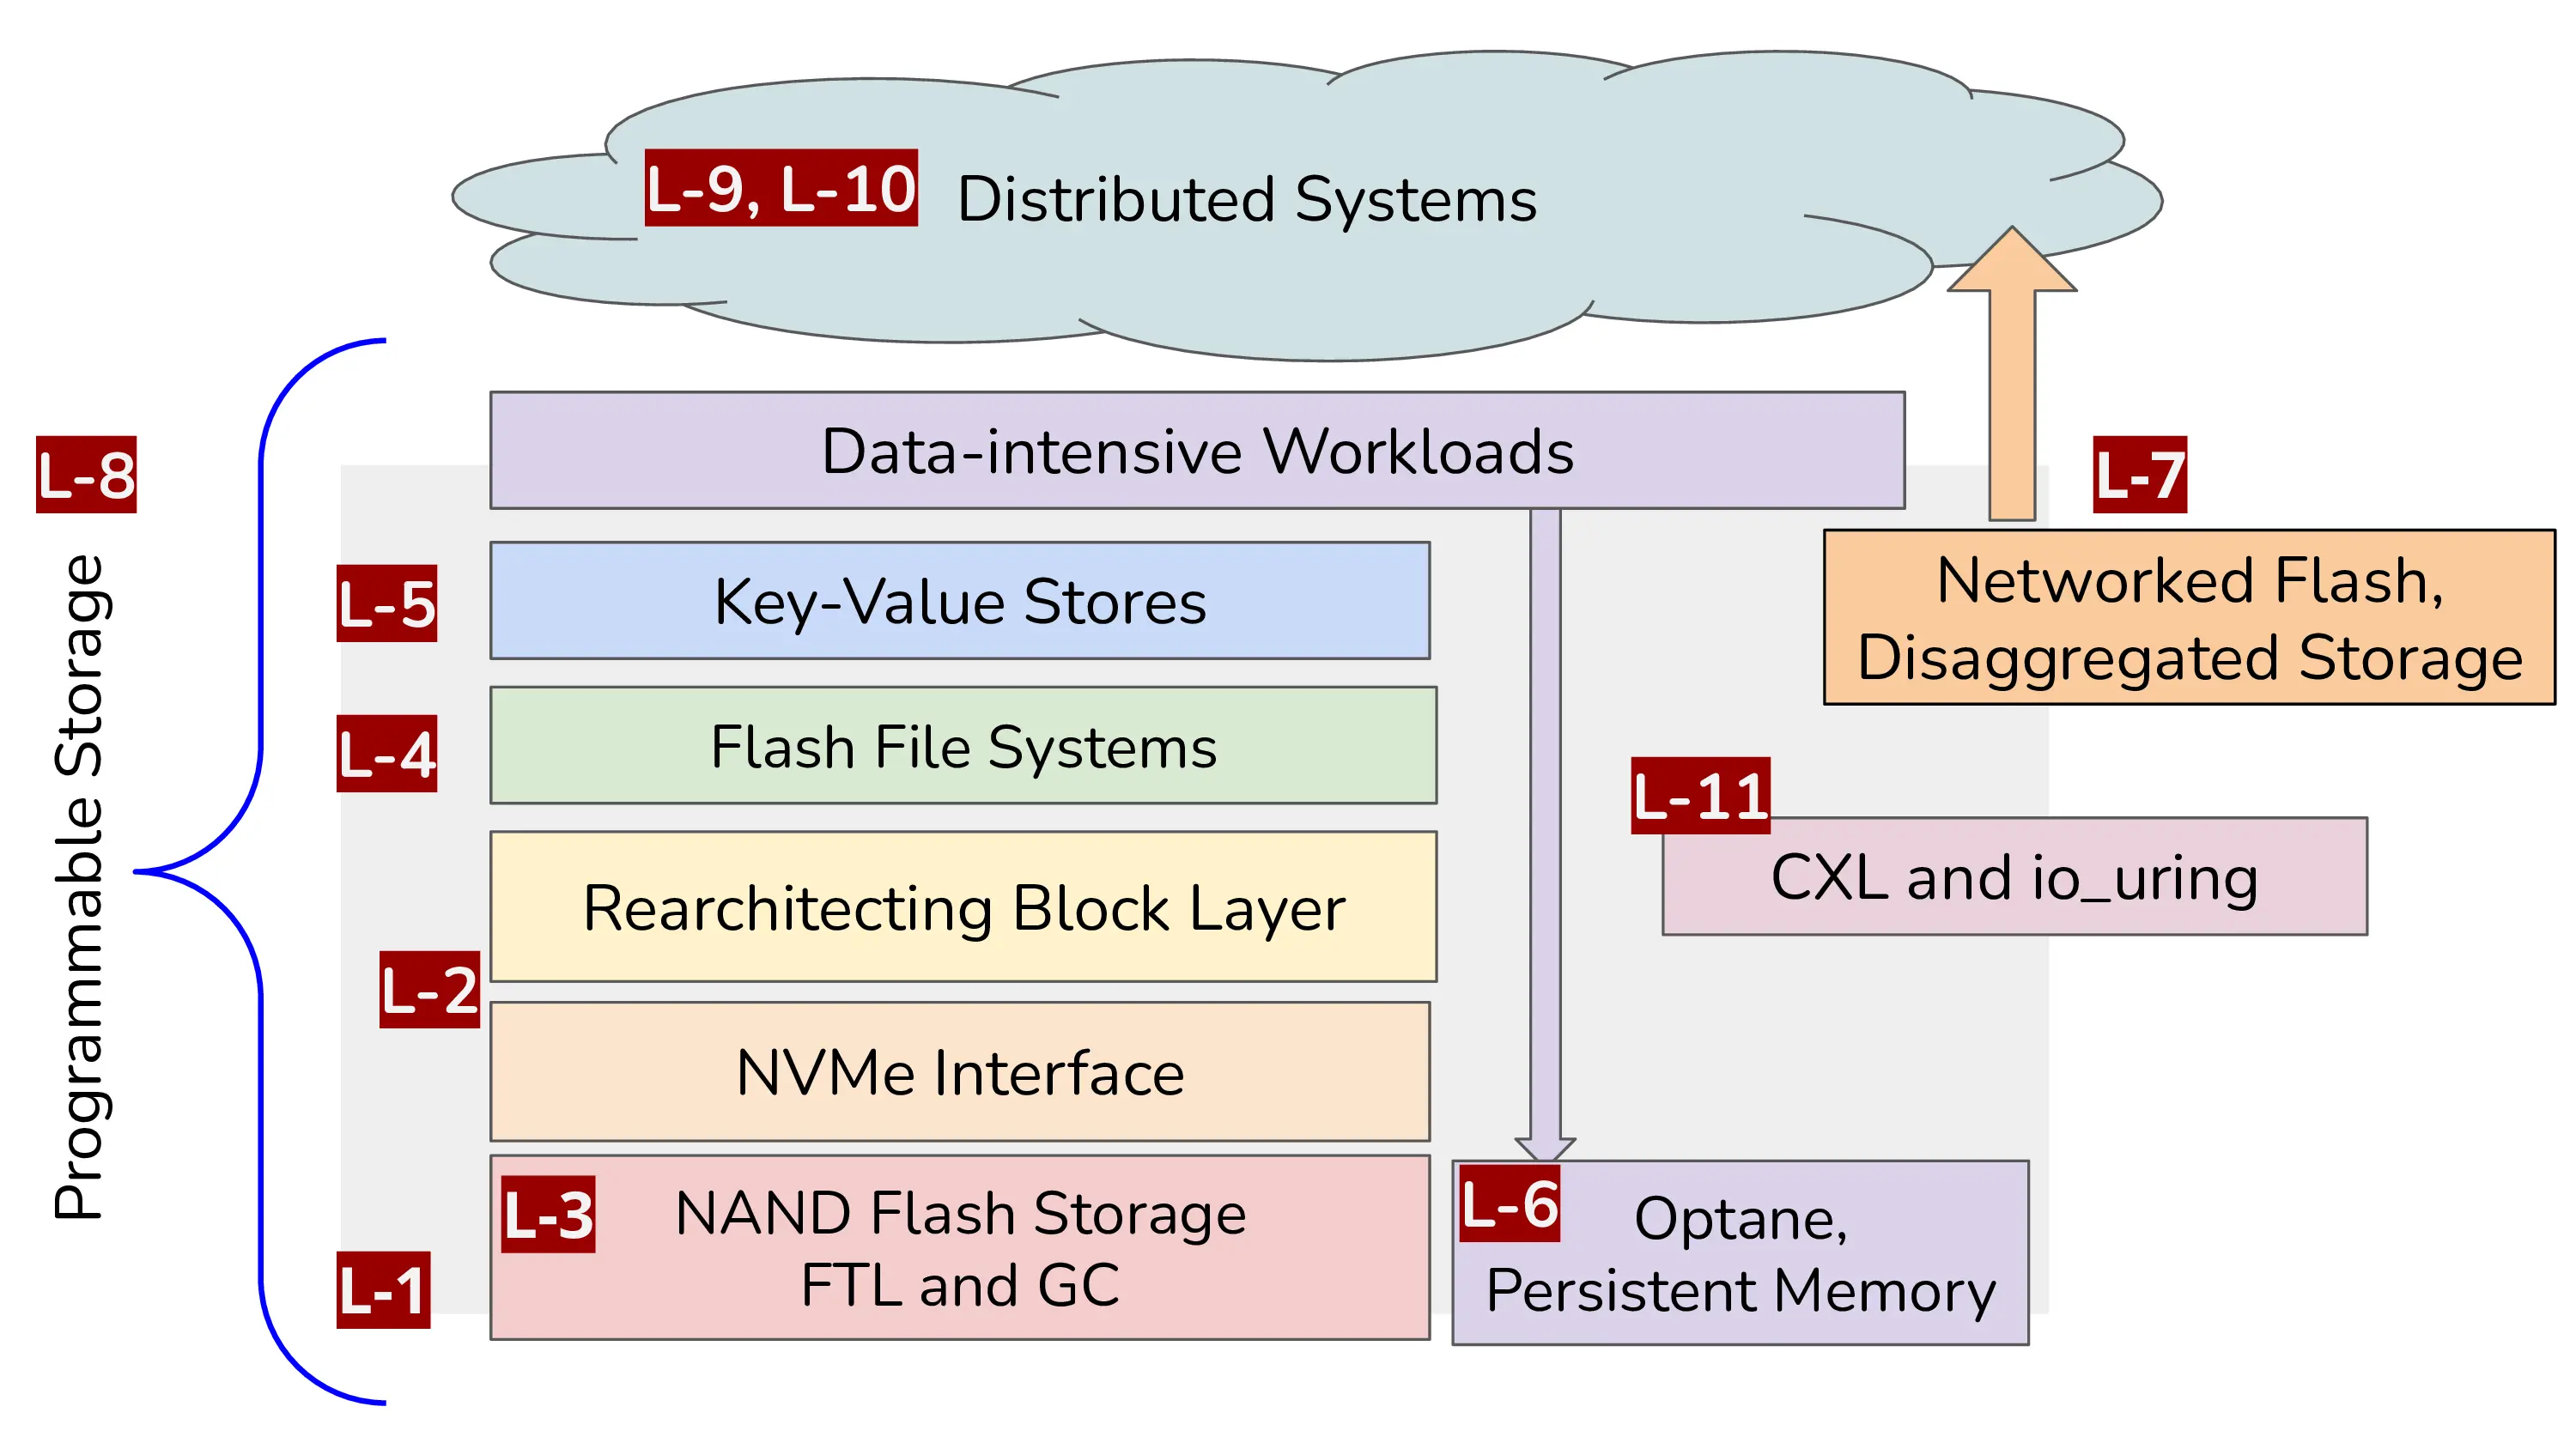 L-9, L-10 Distributed Systems
L-8
Programmable Storage
Data-intensive Workloads
L-7
Networked Flash,
Disaggregated Storage
L-5
Key-Value Stores
L-4
Flash File Systems
L-11
CXL and io_uring
Rearchitecting Block Layer
L-2
NVMe Interface
L-3
NAND Flash Storage
FTL and GC
L-1
L-6
Optane,
Persistent Memory